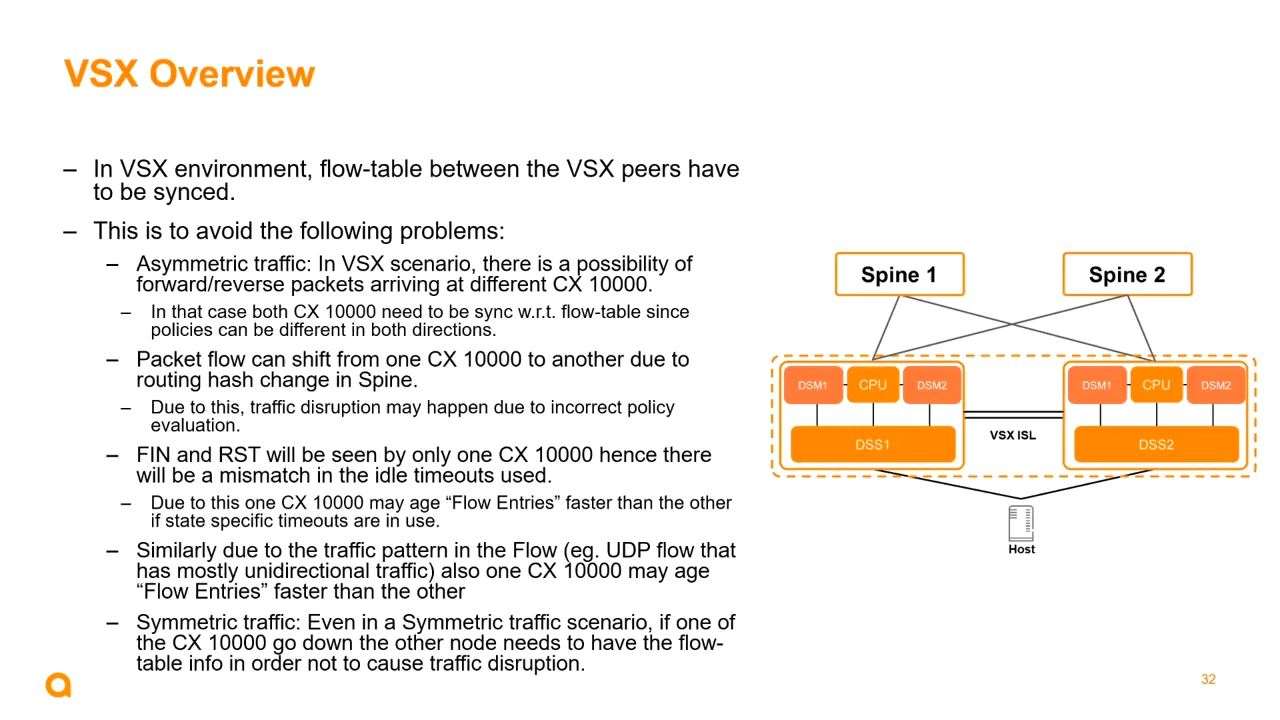 VSX Overview
– In VSX environment, flow-table between the VSX peers have
to be synced.
– This is to avoid the following problems:
– Asymmetric traffic: In VSX scenario, there is a possibility of
forward/reverse packets arriving at different CX 10000.
– In that case both CX 10000 need to be sync w.r.t. flow-table since
policies can be different in both directions.
– Packet flow can shift from one CX 10000 to another due to
routing hash change in Spine.
– Due to this, traffic disruption may happen due to incorrect policy
evaluation.
– FIN and RST will be seen by only one CX 10000 hence there
will be a mismatch in the idle timeouts used.
– Due to this one CX 10000 may age “Flow Entries” faster than the other
if state specific timeouts are in use.
– Similarly due to the traffic pattern in the Flow (eg. UDP flow that
has mostly unidirectional traffic) also one CX 10000 may age
“Flow Entries” faster than the other
– Symmetric traffic: Even in a Symmetric traffic scenario, if one of
the CX 10000 go down the other node needs to have the flow-
table info in order not to cause traffic disruption.
Spine 1
Spine 2
DSM1
CPU
DSM2
DSS1
VSX ISL
DSM1
CPU
DSM2
DSS2
Host
32